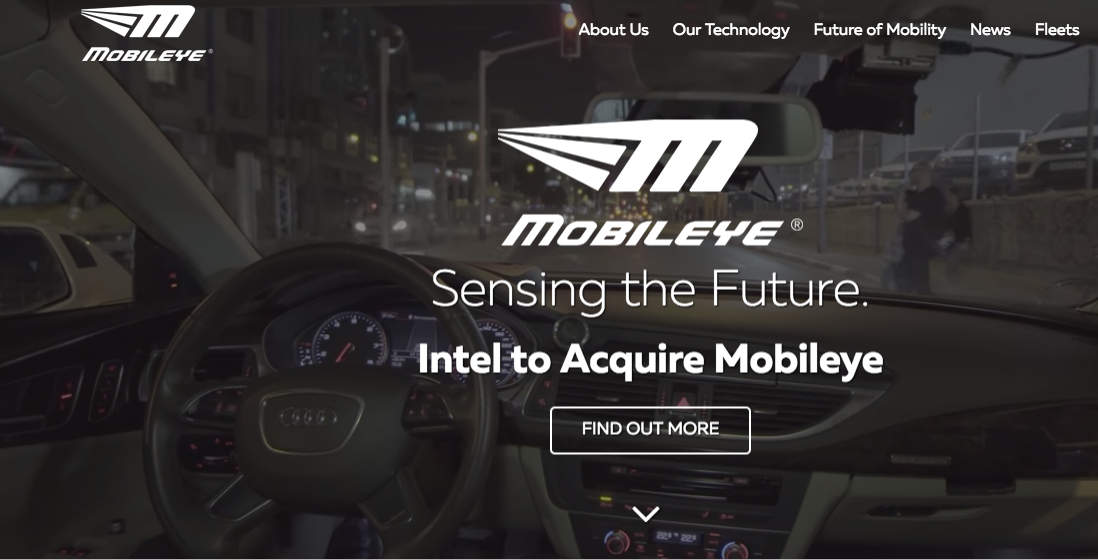 MOBILEYE®
About Us Our Technology Future of Mobility News Fleets
MOBILEYE®
Sensing the Future.
Intel to Acquire Mobileye
FIND OUT MORE